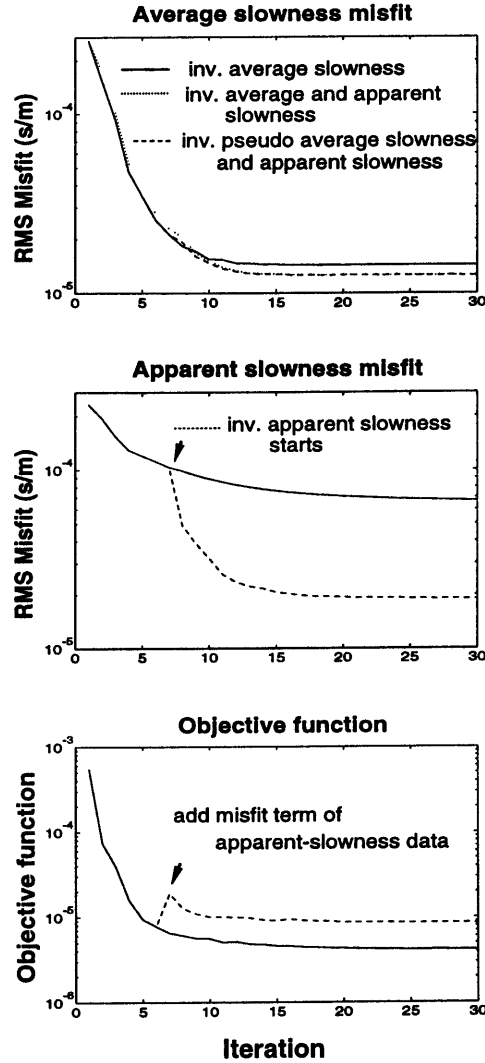 Average slowness misfit
RMS Misfit (s/m)
10^-4
10^-5
inv. average slowness
inv. average and apparent
slowness
inv. pseudo average slowness
and apparent slowness
0 5 10 15 20 25 30
Apparent slowness misfit
RMS Misfit (s/m)
10^-4
10^-5
inv. apparent slowness
starts
0 5 10 15 20 25 30
Objective function
Objective function
10^-3
10^-4
10^-5
10^-6
add misfit term of
apparent-slowness data
0 5 10 15 20 25 30
Iteration